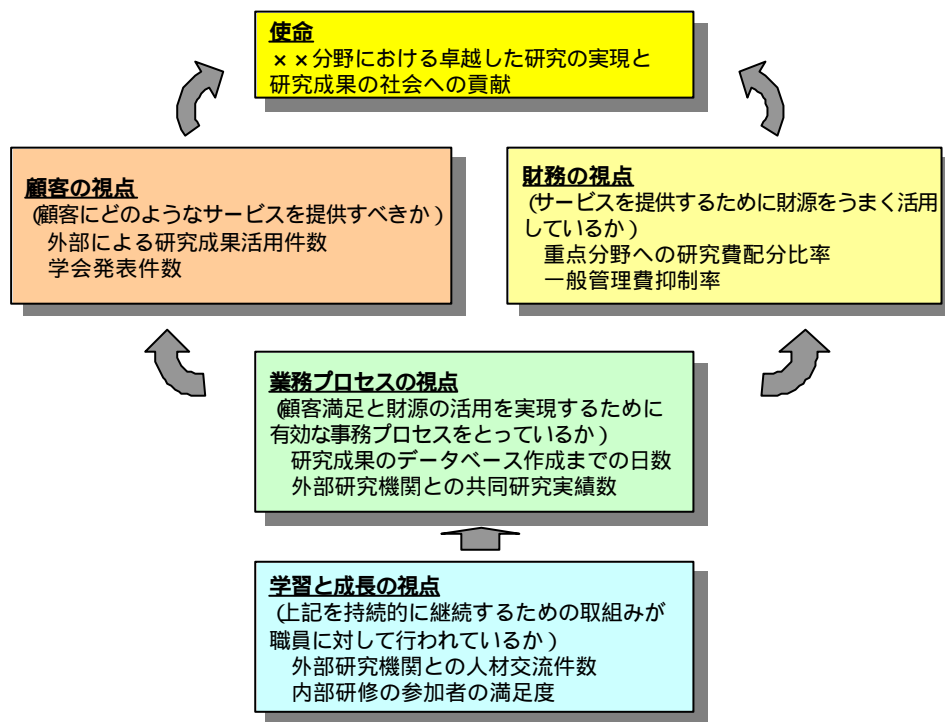 使命
××分野における卓越した研究の実現と
研究成果の社会への貢献
顧客の視点
(顧客にどのようなサービスを提供すべきか)
外部による研究成果活用件数
学会発表件数
財務の視点
(サービスを提供するために財源をうまく活用
しているか)
重点分野への研究費配分比率
一般管理費抑制率
業務プロセスの視点
(顧客満足と財源の活用を実現するために
有効な事務プロセスをとっているか)
研究成果のデータベース作成までの日数
外部研究機関との共同研究実績数
学習と成長の視点
(上記を持続的に継続するための取組みが
職員に対して行われているか)
外部研究機関との人材交流件数
内部研修の参加者の満足度